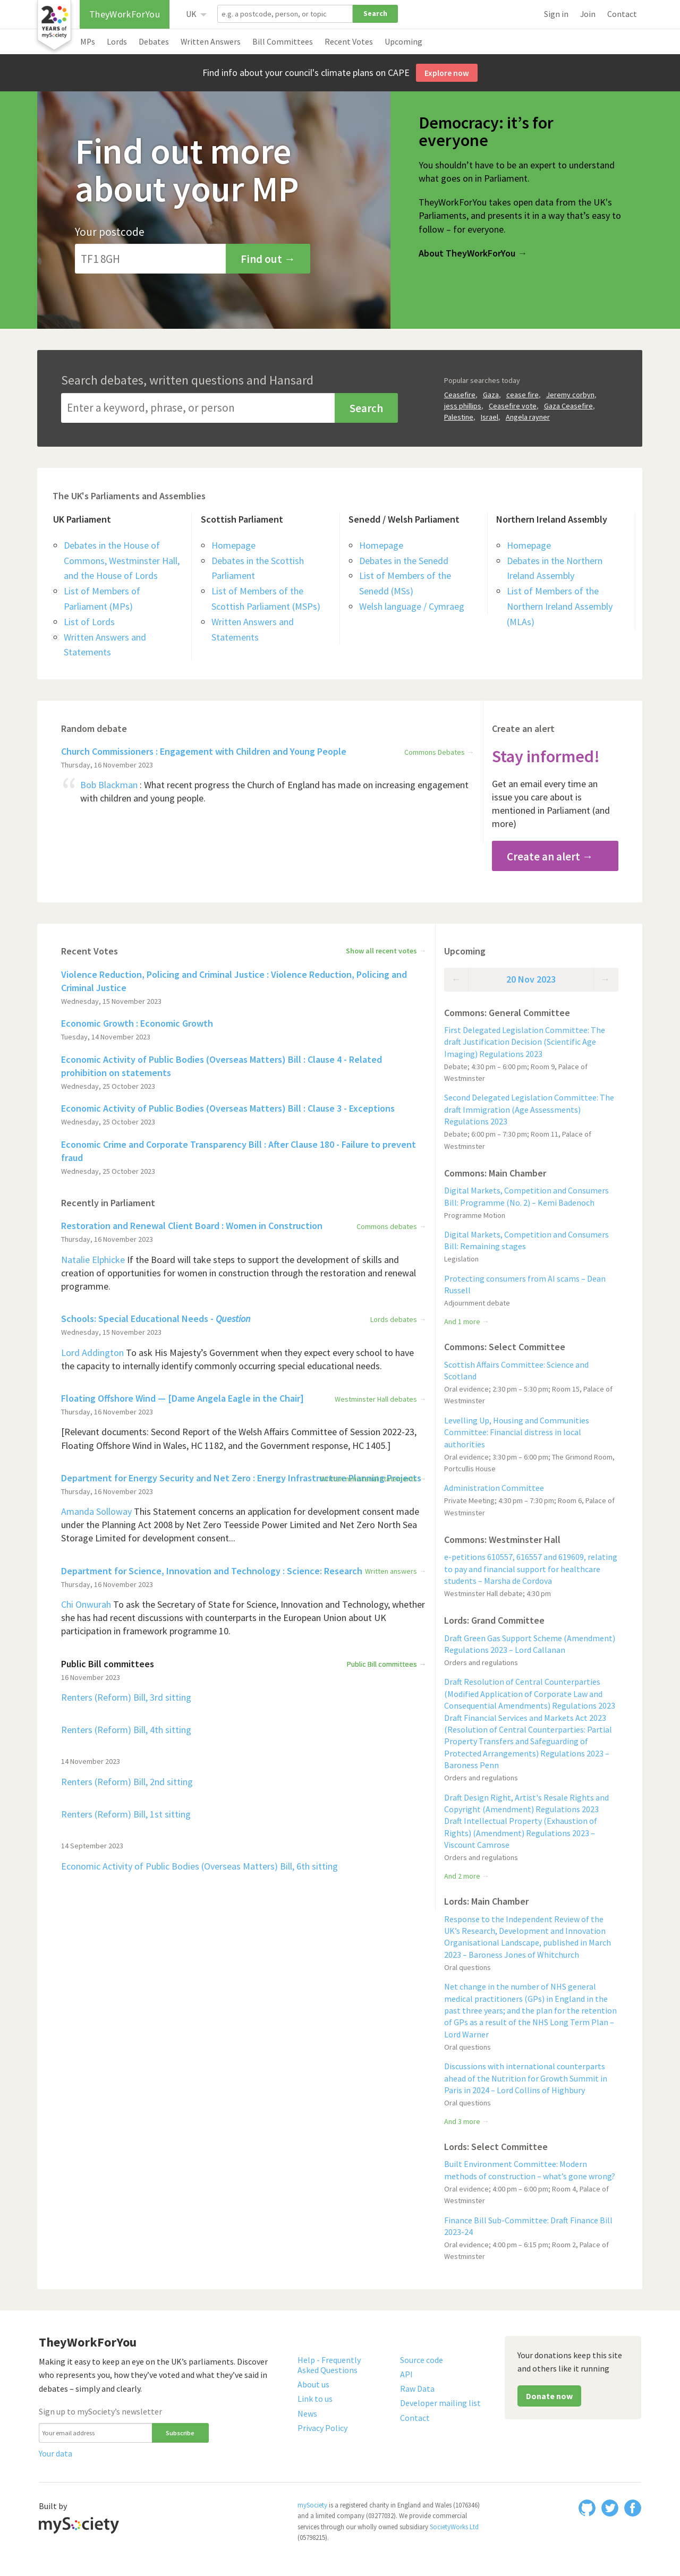 20 YEARS of mySociety
TheyWorkForYou
UK
e.g. a postcode, person, or topic
Search
Sign in
Join
Contact
MPs
Lords
Debates
Written Answers
Bill Committees
Recent Votes
Upcoming
Find info about your council's climate plans on CAPE
Explore now
Find out more
about your MP
Your postcode
TF1 8GH
Find out →
Democracy: it's for
everyone
You shouldn't have to be an expert to understand
what goes on in Parliament.
TheyWorkForYou takes open data from the UK's
Parliaments, and presents it in a way that's easy to
follow – for everyone.
About TheyWorkForYou →
Search debates, written questions and Hansard
Enter a keyword, phrase, or person
Search
Popular searches today
Ceasefire, Gaza, cease fire, Jeremy corbyn,
jess phillips, Ceasefire vote, Gaza Ceasefire,
Palestine, Israel, Angela rayner
The UK's Parliaments and Assemblies
UK Parliament
Debates in the House of
Commons, Westminster Hall,
and the House of Lords
List of Members of
Parliament (MPs)
List of Lords
Written Answers and
Statements
Scottish Parliament
Homepage
Debates in the Scottish
Parliament
List of Members of the
Scottish Parliament (MSPs)
Written Answers and
Statements
Senedd / Welsh Parliament
Homepage
Debates in the Senedd
List of Members of the
Senedd (MSs)
Welsh language / Cymraeg
Northern Ireland Assembly
Homepage
Debates in the Northern
Ireland Assembly
List of Members of the
Northern Ireland Assembly
(MLAs)
Random debate
Church Commissioners : Engagement with Children and Young People
Commons Debates →
Thursday, 16 November 2023
Bob Blackman : What recent progress the Church of England has made on increasing engagement
with children and young people.
Create an alert
Stay informed!
Get an email every time an
issue you care about is
mentioned in Parliament (and
more)
Create an alert →
Recent Votes
Show all recent votes →
Violence Reduction, Policing and Criminal Justice : Violence Reduction, Policing and
Criminal Justice
Wednesday, 15 November 2023
Economic Growth : Economic Growth
Tuesday, 14 November 2023
Economic Activity of Public Bodies (Overseas Matters) Bill : Clause 4 - Related
prohibition on statements
Wednesday, 25 October 2023
Economic Activity of Public Bodies (Overseas Matters) Bill : Clause 3 - Exceptions
Wednesday, 25 October 2023
Economic Crime and Corporate Transparency Bill : After Clause 180 - Failure to prevent
fraud
Wednesday, 25 October 2023
Recently in Parliament
Restoration and Renewal Client Board : Women in Construction
Commons debates →
Thursday, 16 November 2023
Natalie Elphicke If the Board will take steps to support the development of skills and
creation of opportunities for women in construction through the restoration and renewal
programme.
Schools: Special Educational Needs - Question
Lords debates →
Wednesday, 15 November 2023
Lord Addington To ask His Majesty's Government when they expect every school to have
the capacity to internally identify commonly occurring special educational needs.
Floating Offshore Wind — [Dame Angela Eagle in the Chair]
Westminster Hall debates →
Thursday, 16 November 2023
[Relevant documents: Second Report of the Welsh Affairs Committee of Session 2022-23,
Floating Offshore Wind in Wales, HC 1182, and the Government response, HC 1405.]
Department for Energy Security and Net Zero : Energy Infrastructure Planning Projects
Thursday, 16 November 2023
Amanda Solloway This Statement concerns an application for development consent made
under the Planning Act 2008 by Net Zero Teesside Power Limited and Net Zero North Sea
Storage Limited for development consent...
Department for Science, Innovation and Technology : Science: Research
Written answers →
Thursday, 16 November 2023
Chi Onwurah To ask the Secretary of State for Science, Innovation and Technology, whether
she has had recent discussions with counterparts in the European Union about UK
participation in framework programme 10.
Public Bill committees
Public Bill committees →
16 November 2023
Renters (Reform) Bill, 3rd sitting
Renters (Reform) Bill, 4th sitting
14 November 2023
Renters (Reform) Bill, 2nd sitting
Renters (Reform) Bill, 1st sitting
14 September 2023
Economic Activity of Public Bodies (Overseas Matters) Bill, 6th sitting
Upcoming
← 20 Nov 2023 →
Commons: General Committee
First Delegated Legislation Committee: The
draft Justification Decision (Scientific Age
Imaging) Regulations 2023
Debate; 4:30 pm – 6:00 pm; Room 9, Palace of
Westminster
Second Delegated Legislation Committee: The
draft Immigration (Age Assessments)
Regulations 2023
Debate; 6:00 pm – 7:30 pm; Room 11, Palace of
Westminster
Commons: Main Chamber
Digital Markets, Competition and Consumers
Bill: Programme (No. 2) – Kemi Badenoch
Programme Motion
Digital Markets, Competition and Consumers
Bill: Remaining stages
Legislation
Protecting consumers from AI scams – Dean
Russell
Adjournment debate
And 1 more →
Commons: Select Committee
Scottish Affairs Committee: Science and
Scotland
Oral evidence; 2:30 pm – 5:30 pm; Room 15, Palace of
Westminster
Levelling Up, Housing and Communities
Committee: Financial distress in local
authorities
Oral evidence; 3:30 pm – 6:00 pm; The Grimond Room,
Portcullis House
Administration Committee
Private Meeting; 4:30 pm – 7:30 pm; Room 6, Palace of
Westminster
Commons: Westminster Hall
e-petitions 610557, 616557 and 619609, relating
to pay and financial support for healthcare
students – Marsha de Cordova
Westminster Hall debate; 4:30 pm
Lords: Grand Committee
Draft Green Gas Support Scheme (Amendment)
Regulations 2023 – Lord Callanan
Orders and regulations
Draft Resolution of Central Counterparties
(Modified Application of Corporate Law and
Consequential Amendments) Regulations 2023
Draft Financial Services and Markets Act 2023
(Resolution of Central Counterparties: Partial
Property Transfers and Safeguarding of
Protected Arrangements) Regulations 2023 –
Baroness Penn
Orders and regulations
Draft Design Right, Artist's Resale Rights and
Copyright (Amendment) Regulations 2023
Draft Intellectual Property (Exhaustion of
Rights) (Amendment) Regulations 2023 –
Viscount Camrose
Orders and regulations
And 2 more →
Lords: Main Chamber
Response to the Independent Review of the
UK's Research, Development and Innovation
Organisational Landscape, published in March
2023 – Baroness Jones of Whitchurch
Oral questions
Net change in the number of NHS general
medical practitioners (GPs) in England in the
past three years; and the plan for the retention
of GPs as a result of the NHS Long Term Plan –
Lord Warner
Oral questions
Discussions with international counterparts
ahead of the Nutrition for Growth Summit in
Paris in 2024 – Lord Collins of Highbury
Oral questions
And 3 more →
Lords: Select Committee
Built Environment Committee: Modern
methods of construction – what's gone wrong?
Oral evidence; 4:00 pm – 6:00 pm; Room 4, Palace of
Westminster
Finance Bill Sub-Committee: Draft Finance Bill
2023-24
Oral evidence; 4:00 pm – 6:15 pm; Room 2, Palace of
Westminster
TheyWorkForYou
Making it easy to keep an eye on the UK's parliaments. Discover
who represents you, how they've voted and what they've said in
debates – simply and clearly.
Sign up to mySociety's newsletter
Your email address
Subscribe
Your data
Help - Frequently
Asked Questions
About us
Link to us
News
Privacy Policy
Source code
API
Raw Data
Developer mailing list
Contact
Your donations keep this site
and others like it running
Donate now
Built by
mySociety
mySociety is a registered charity in England and Wales (1076346)
and a limited company (03277032). We provide commercial
services through our wholly owned subsidiary SocietyWorks Ltd
(05798215).